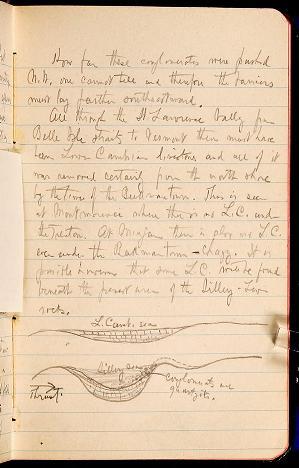 How far these conglomerates were pushed
N.W. one cannot tell and therefore the barriers
must lay farther southeastward.
All through the St Lawrence Valley from
Belle Isle straits to Vermont there must have
been Lower Cambrian limestones and all of it
was removed certainly from the north shore
by the time of the Beekmantown. This is seen
at Montmorency where there is no L.C. under
the Trenton. At Mingan there is also no L.C.
even under the Beekmantown-Chazy. It is
possible however that some L.C. will be found
beneath the present area of the Sillery-Levis
rocks.
L. Camb. sea
Sillery sea
conglomerates are
quartzites.
Thrust.